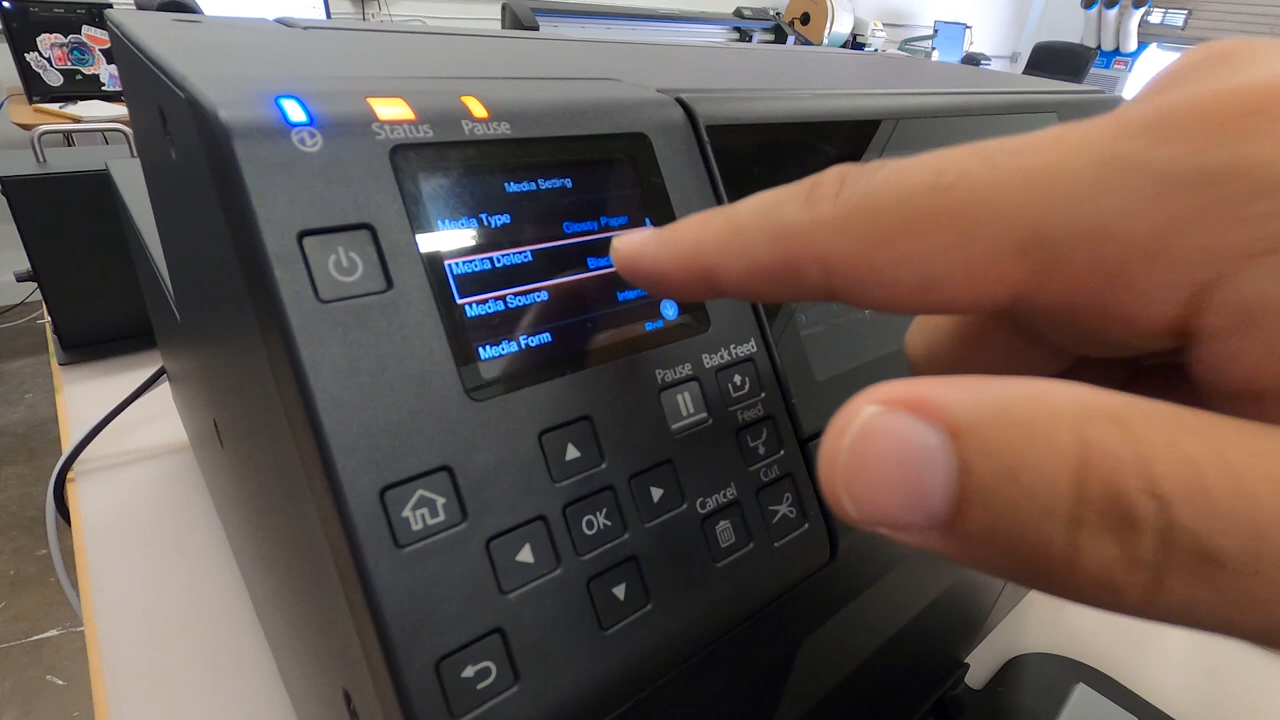 Status
Pause
Media Setting
Media Type Glossy Paper
Media Detect
Media Source
Media Form Roll
Pause
Back Feed
Feed
Cut
Cancel
OK